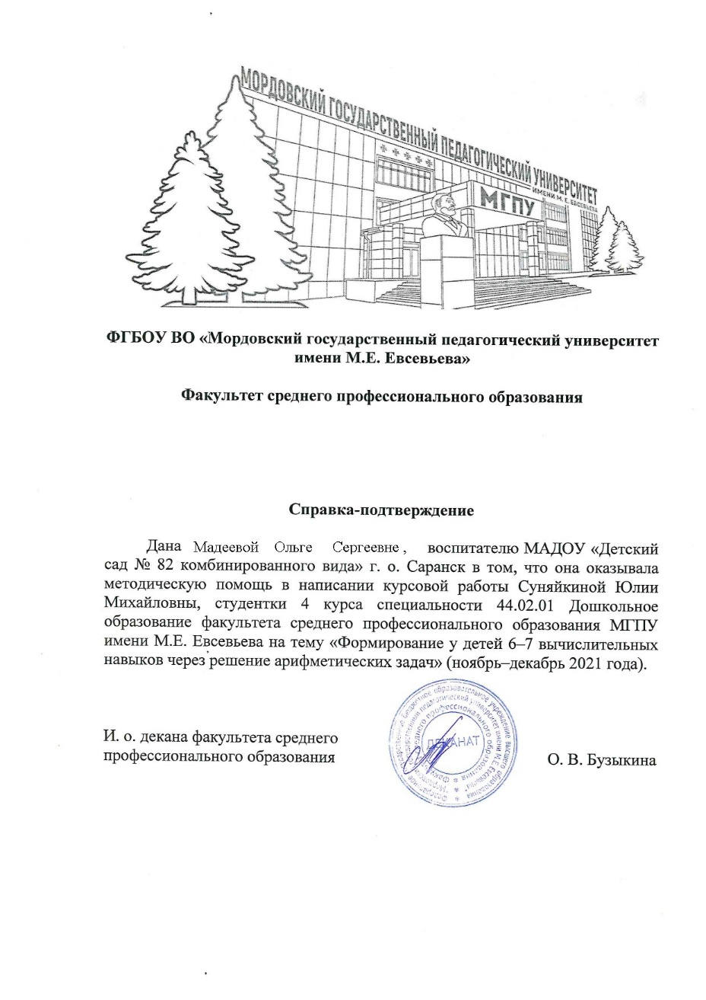 МОРДОВСКИЙ ГОСУДАРСТВЕННЫЙ ПЕДАГОГИЧЕСКИЙ УНИВЕРСИТЕТ
ИМЕНИ М. Е. ЕВСЕВЬЕВА
МГПУ
ФГБОУ ВО «Мордовский государственный педагогический университет
имени М.Е. Евсевьева»
Факультет среднего профессионального образования
Справка-подтверждение
Дана Мадеевой Ольге Сергеевне , воспитателю МАДОУ «Детский
сад № 82 комбинированного вида» г. о. Саранск в том, что она оказывала
методическую помощь в написании курсовой работы Суняйкиной Юлии
Михайловны, студентки 4 курса специальности 44.02.01 Дошкольное
образование факультета среднего профессионального образования МГПУ
имени М.Е. Евсевьева на тему «Формирование у детей 6–7 вычислительных
навыков через решение арифметических задач» (ноябрь–декабрь 2021 года).
И. о. декана факультета среднего
профессионального образования
ДЕКАНАТ
О. В. Бузыкина